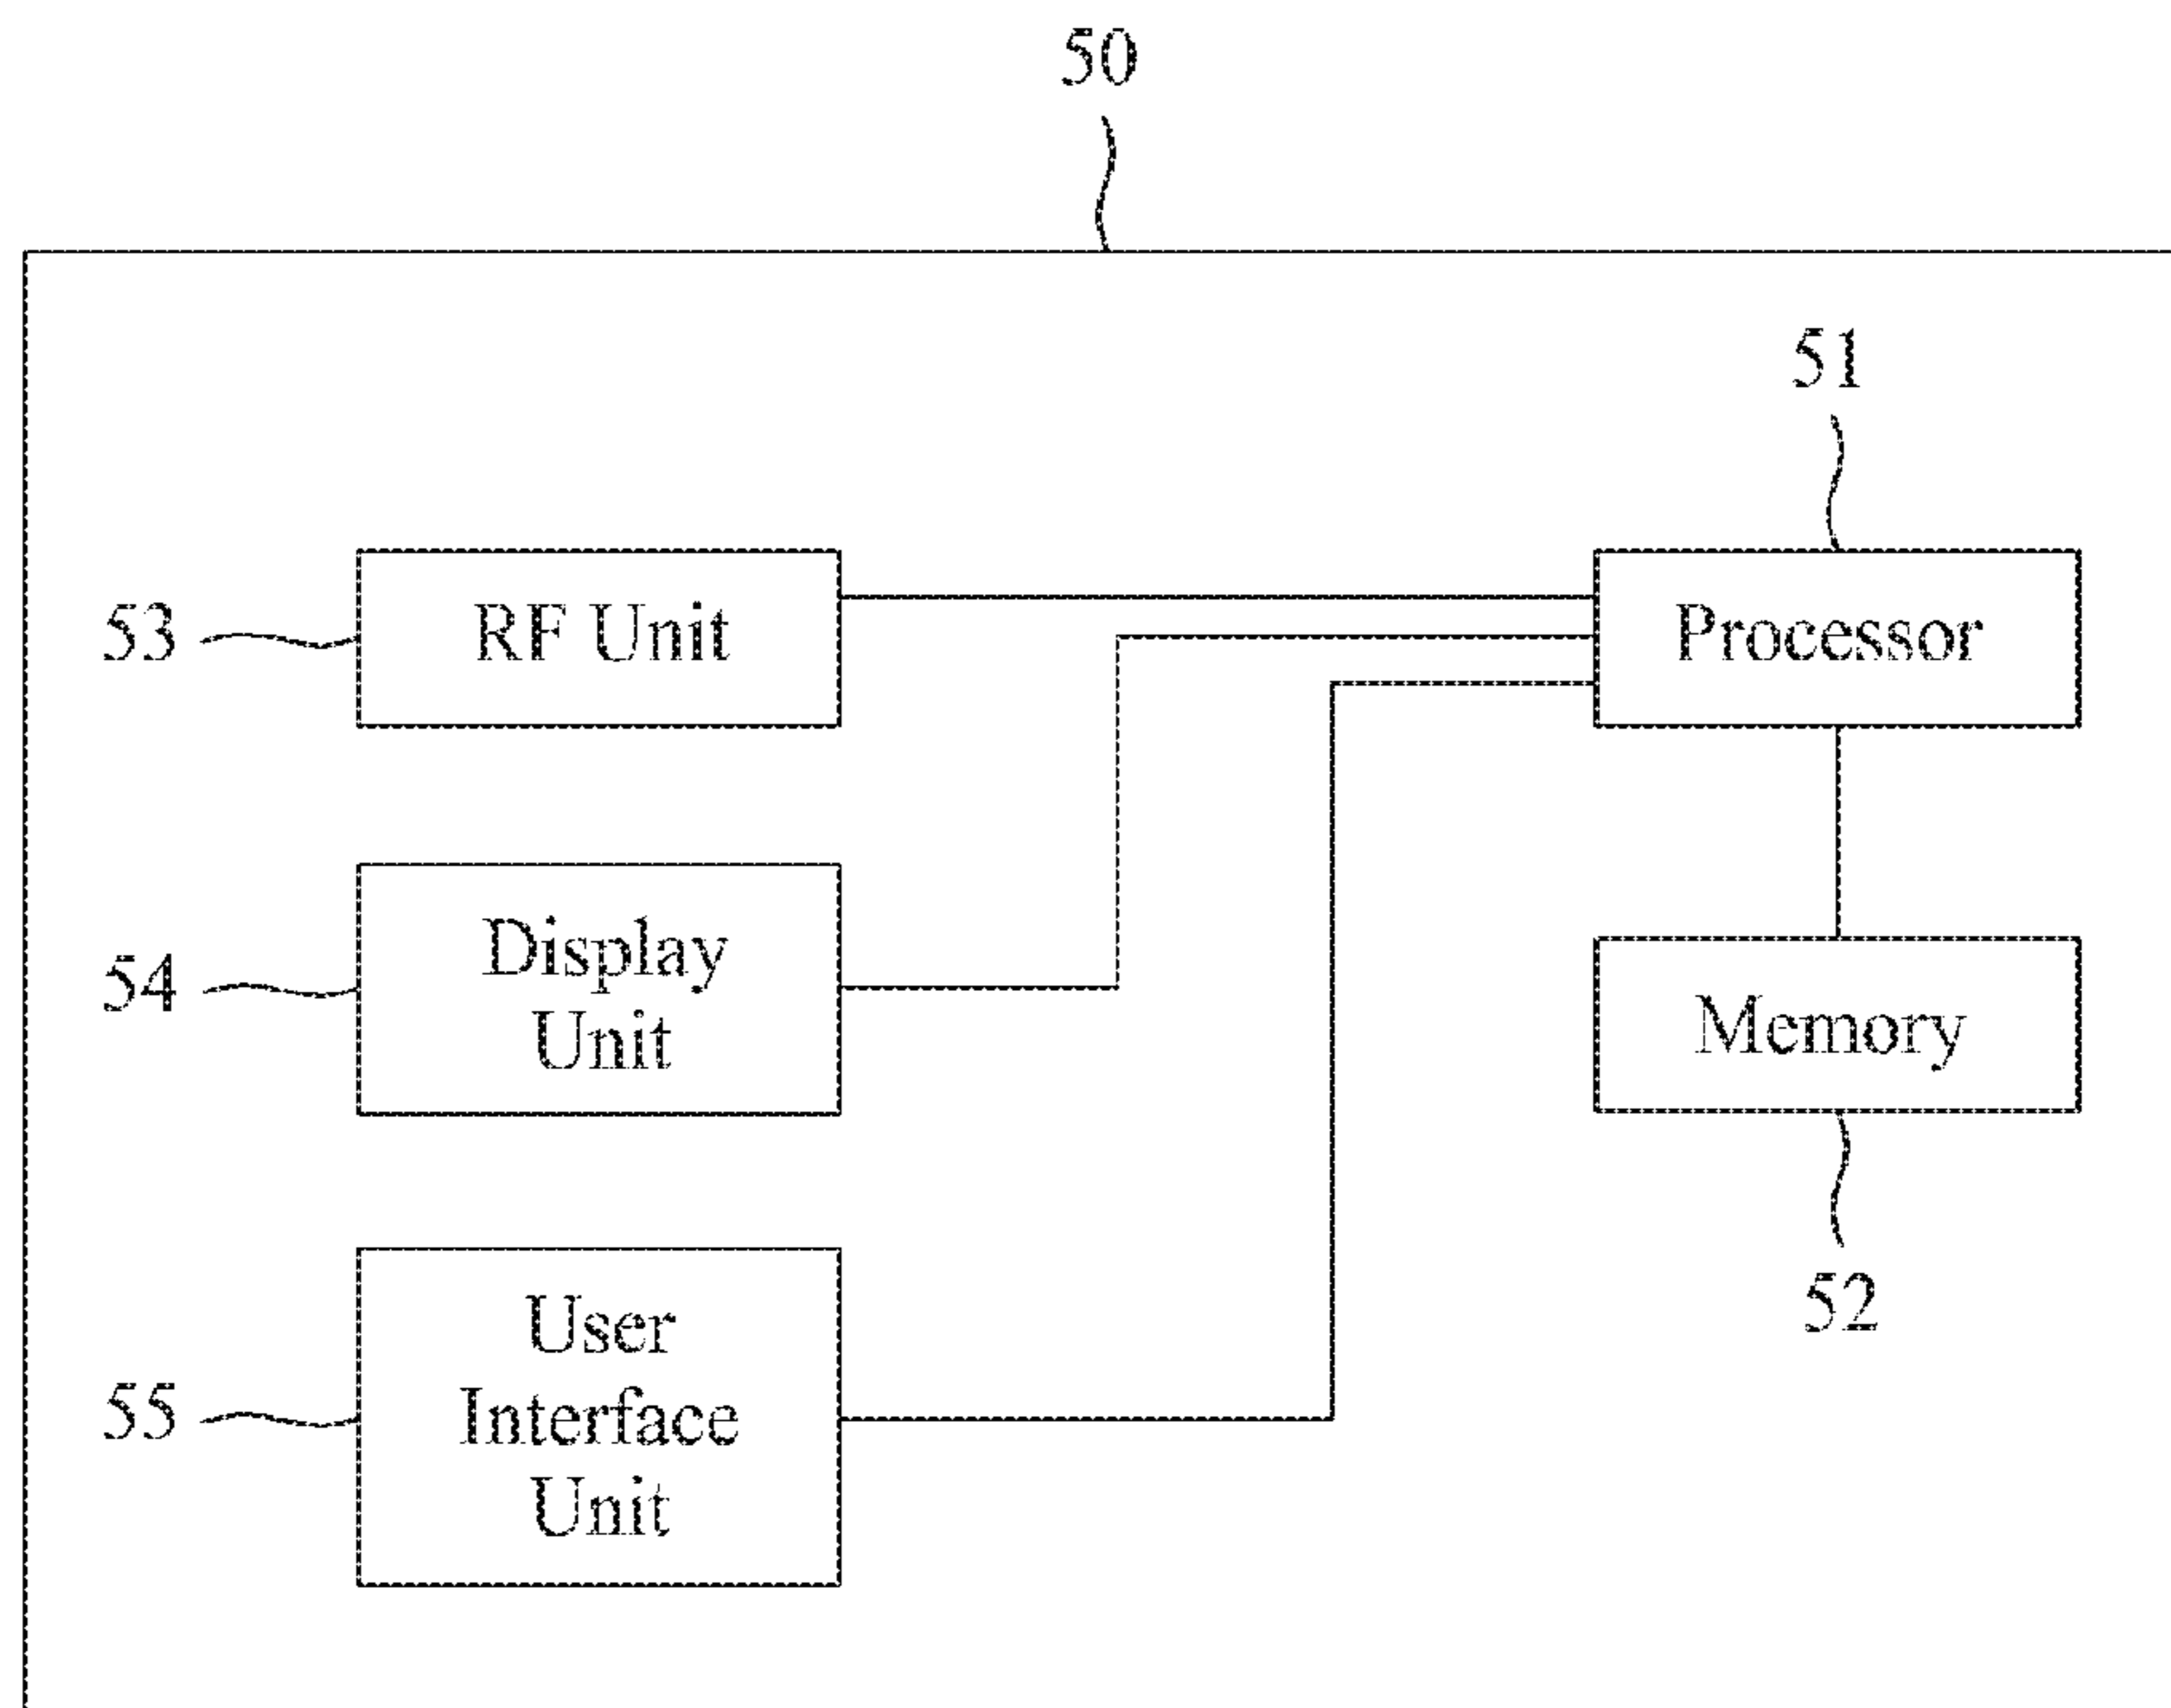 50
51
53
RF Unit
Processor
54
Display
Unit
Memory
52
55
User
Interface
Unit